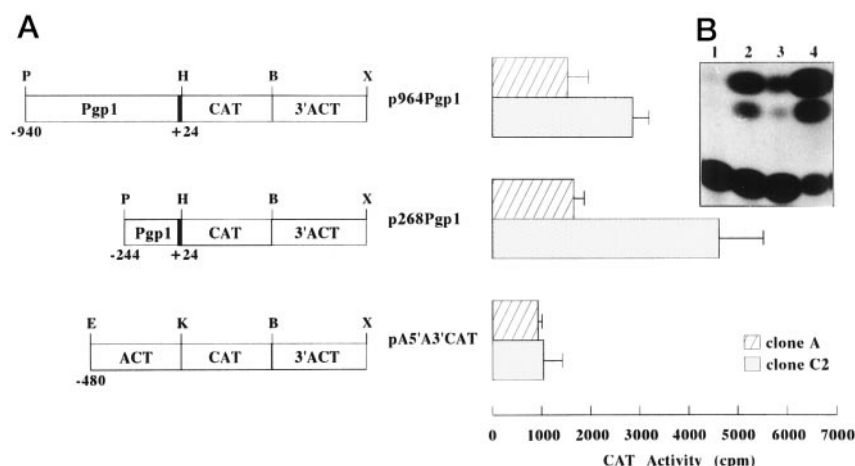 A
B
1 2 3 4
P H B X
Pgp1 CAT 3'ACT
-940 +24
p964Pgp1
P H B X
Pgp1 CAT 3'ACT
-244 +24
p268Pgp1
E K B X
ACT CAT 3'ACT
-480
pA5'A3'CAT
clone A
clone C2
0 1000 2000 3000 4000 5000 6000 7000
CAT Activity (cpm)